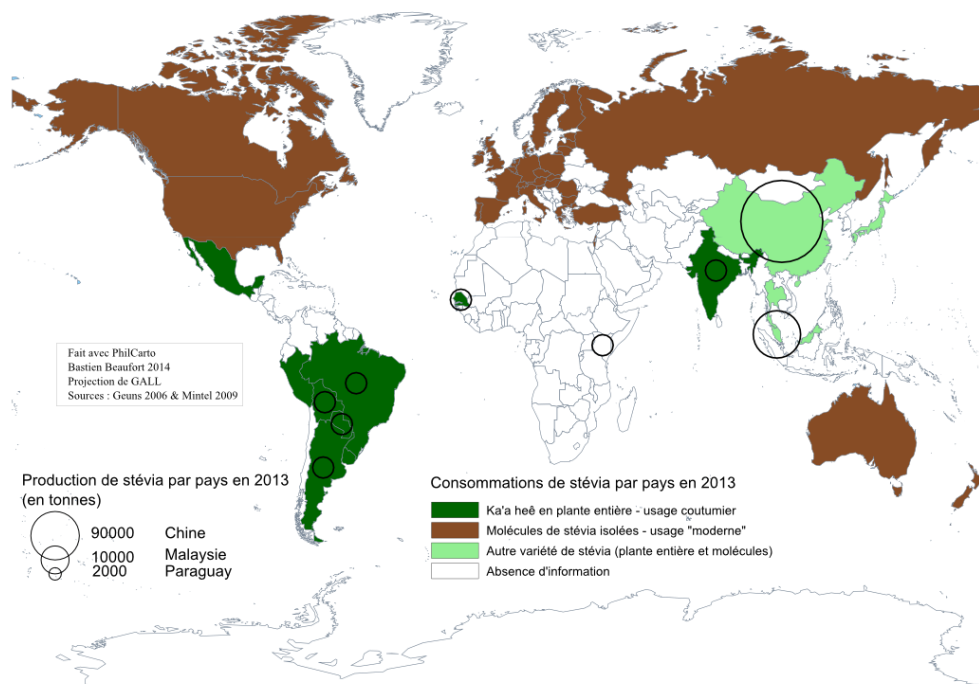 Fait avec PhilCarto
Bastien Beaufort 2014
Projection de GALL
Sources : Geuns 2006 & Mintel 2009
Production de stévia par pays en 2013
(en tonnes)
90000 Chine
10000 Malaysie
2000 Paraguay
Consommations de stévia par pays en 2013
Ka'a heê en plante entière - usage coutumier
Molécules de stévia isolées - usage "moderne"
Autre variété de stévia (plante entière et molécules)
Absence d'information